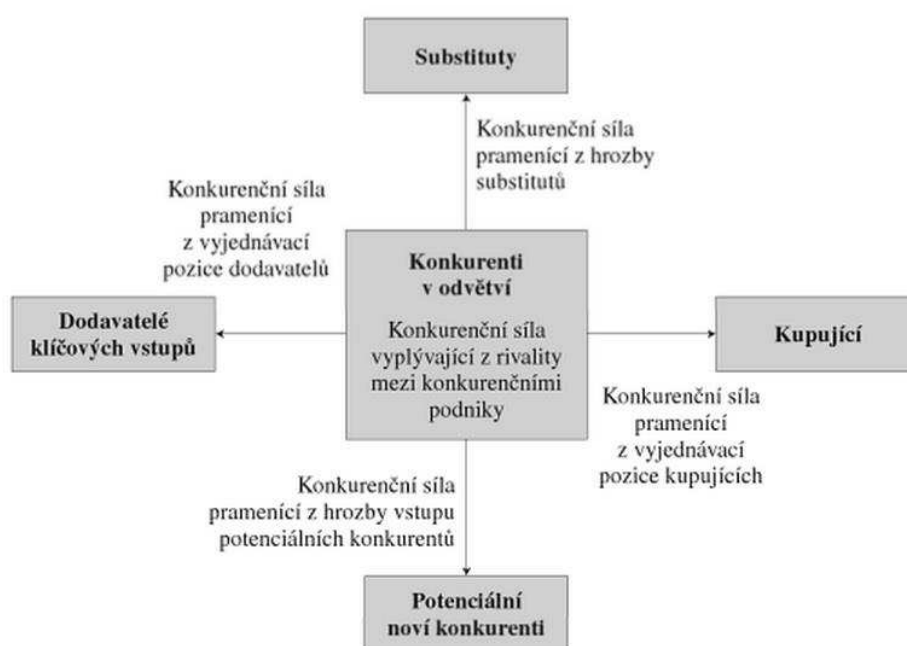 Substituty
Konkurenční síla
pramenící z hrozby
substitutů
Konkurenční síla
pramenící
z vyjednávací
pozice dodavatelů
Konkurenti
v odvětví
Konkurenční síla
vyplývající z rivality
mezi konkurenčními
podniky
Dodavatelé
klíčových vstupů
Kupující
Konkurenční síla
pramenící
z vyjednávací
pozice kupujících
Konkurenční síla
pramenící z hrozby vstupu
potenciálních konkurentů
Potenciální
noví konkurenti